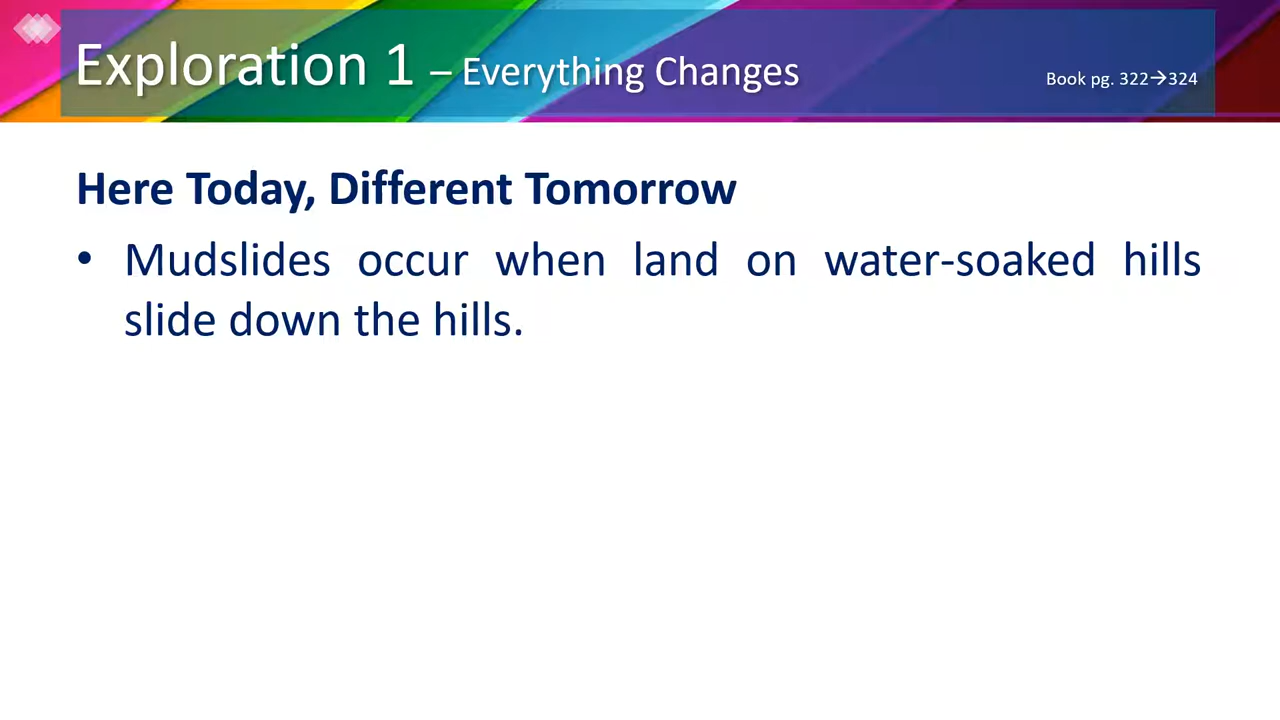 Exploration 1 – Everything Changes
Book pg. 322→324
Here Today, Different Tomorrow
• Mudslides occur when land on water-soaked hills
slide down the hills.